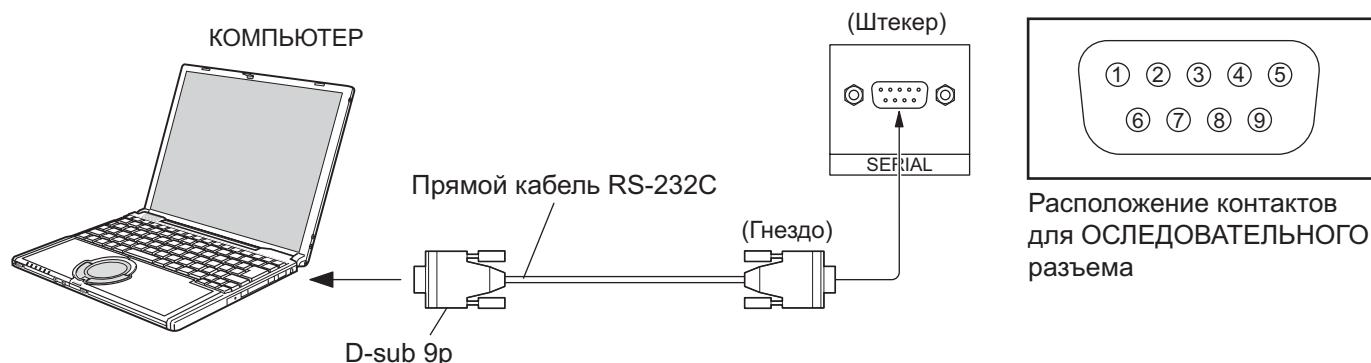 КОМПЬЮТЕР
(Штекер)
SERIAL
Прямой кабель RS-232C
(Гнездо)
D-sub 9p
① ② ③ ④ ⑤
⑥ ⑦ ⑧ ⑨
Расположение контактов
для ОСЛЕДОВАТЕЛЬНОГО
разъема